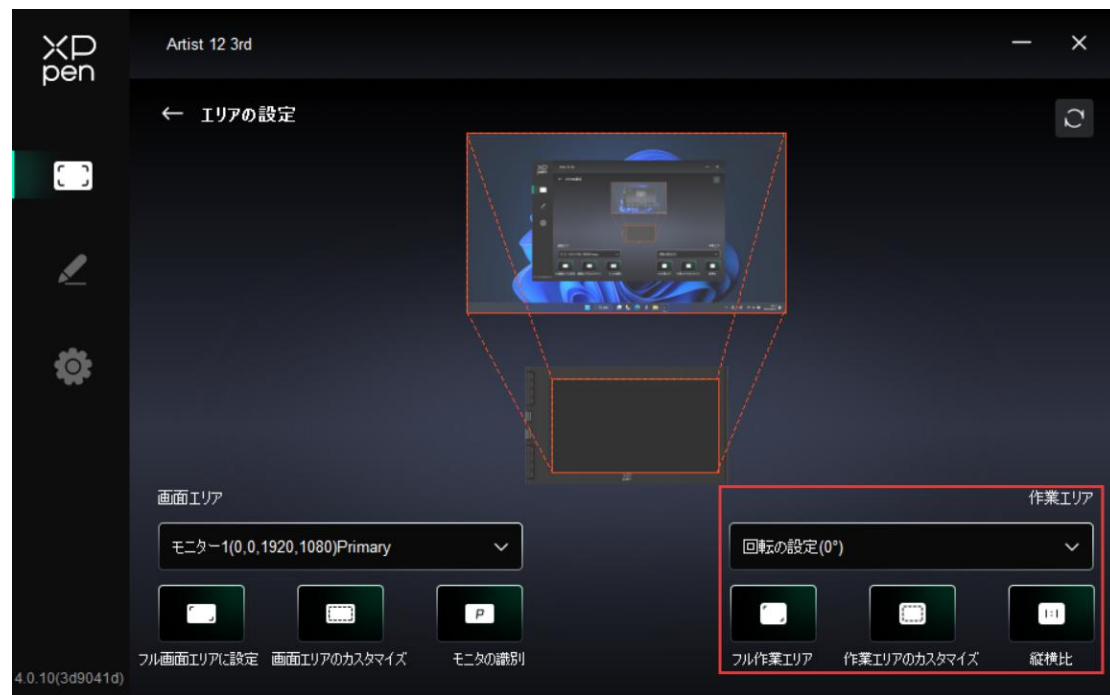 XP
pen
Artist 12 3rd
エリアの設定
画面エリア
作業エリア
モニター1(0,0,1920,1080)Primary
回転の設定(0°)
P
1:1
フル画面エリアに設定
画面エリアのカスタマイズ
モニタの識別
フル作業エリア
作業エリアのカスタマイズ
縦横比
4.0.10(3d9041d)